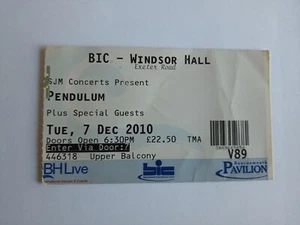 BIC - WINDSOR HALL
Exeter Road
SJM Concerts Present
PENDULUM
Plus Special Guests
TUE, 7 DEC 2010
Doors Open 6:30PM £22.50 TMA
Enter Via Door:7
446318 Upper Balcony V89
BH Live bic PAVILION